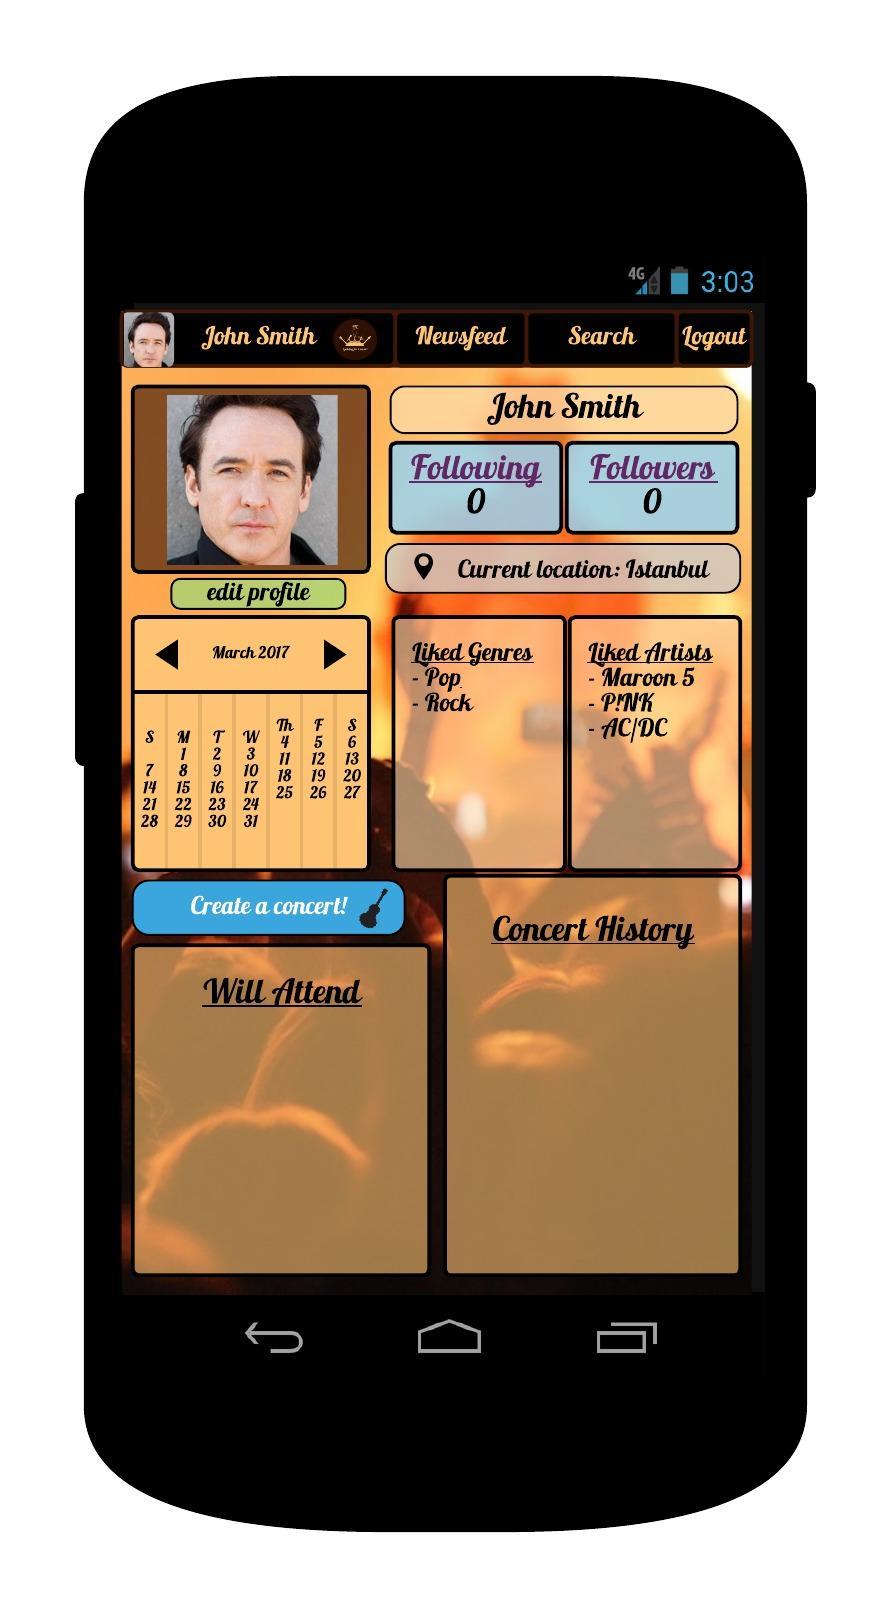 4G 3:03
John Smith Newsfeed Search Logout
John Smith
Following Followers
0 0
Current location: Istanbul
edit profile
March 2017
S M T W Th F S
1 2 3 4 5 6
7 8 9 10 11 12 13
14 15 16 17 18 19 20
21 22 23 24 25 26 27
28 29 30 31
Liked Genres
- Pop
- Rock
Liked Artists
- Maroon 5
- P!NK
- AC/DC
Create a concert!
Concert History
Will Attend